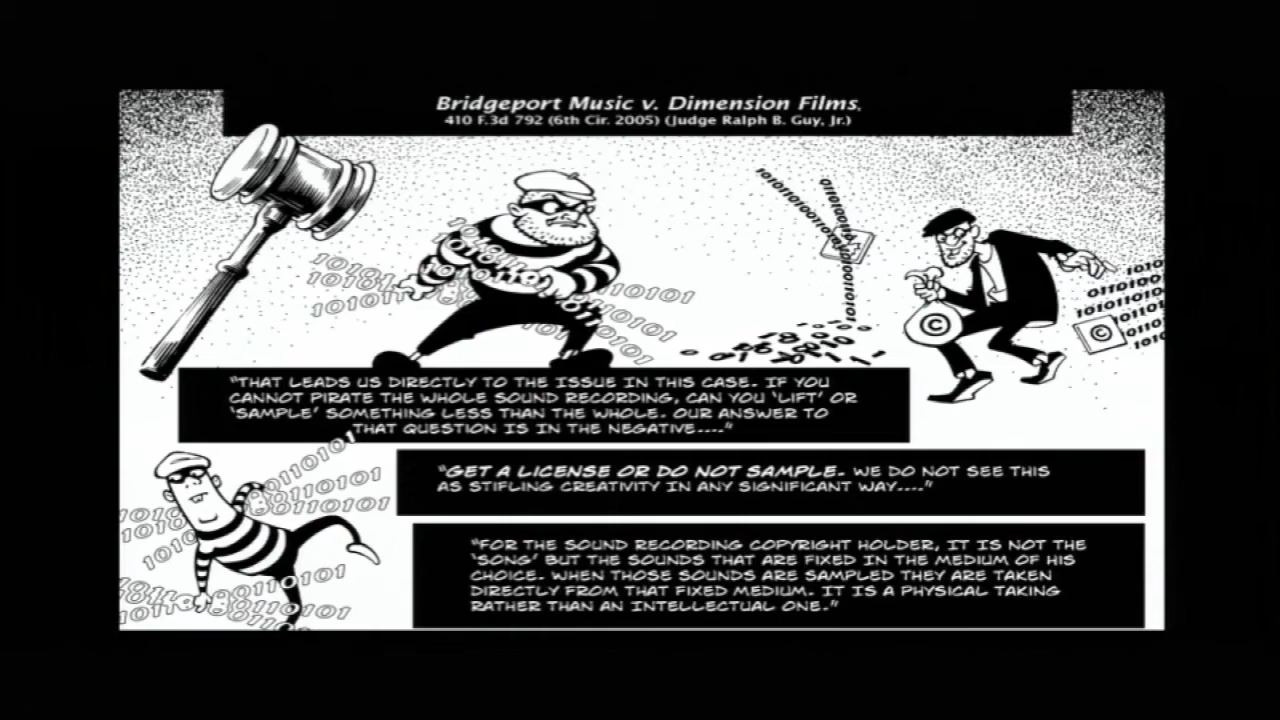 Bridgeport Music v. Dimension Films,
410 F.3d 792 (6th Cir. 2005) (Judge Ralph B. Guy, Jr.)
"THAT LEADS US DIRECTLY TO THE ISSUE IN THIS CASE. IF YOU
CANNOT PIRATE THE WHOLE SOUND RECORDING, CAN YOU 'LIFT' OR
'SAMPLE' SOMETHING LESS THAN THE WHOLE. OUR ANSWER TO
THAT QUESTION IS IN THE NEGATIVE...."
"GET A LICENSE OR DO NOT SAMPLE. WE DO NOT SEE THIS
AS STIFLING CREATIVITY IN ANY SIGNIFICANT WAY...."
"FOR THE SOUND RECORDING COPYRIGHT HOLDER, IT IS NOT THE
'SONG' BUT THE SOUNDS THAT ARE FIXED IN THE MEDIUM OF HIS
CHOICE. WHEN THOSE SOUNDS ARE SAMPLED THEY ARE TAKEN
DIRECTLY FROM THAT FIXED MEDIUM. IT IS A PHYSICAL TAKING
RATHER THAN AN INTELLECTUAL ONE."
©
©